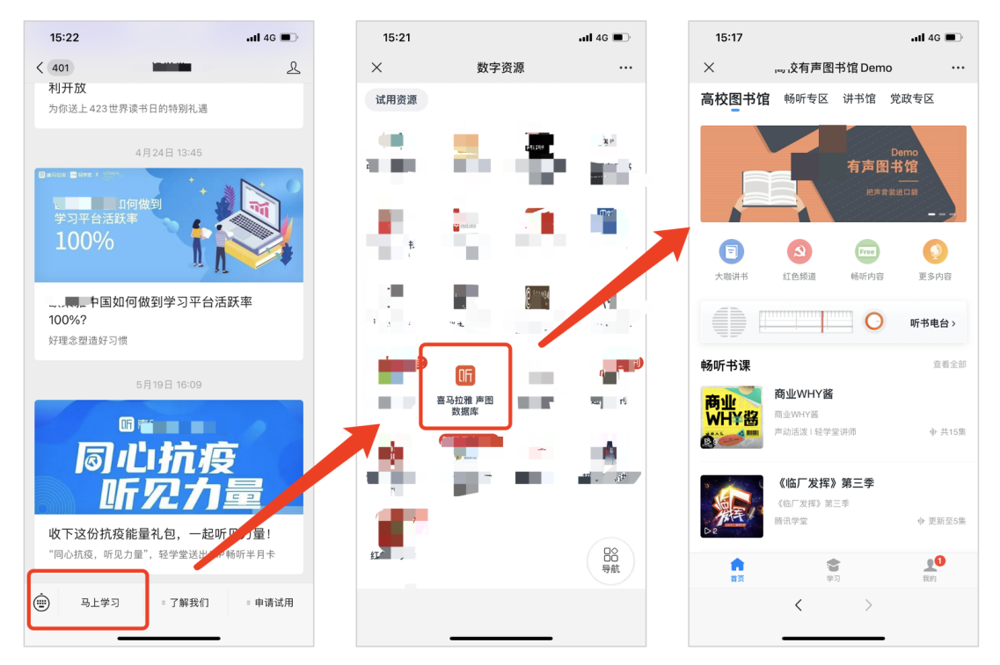 15:22
4G
401
利开放
为你送上423世界读书日的特别礼遇
4月24日 13:45
如何做到
学习平台活跃率
100%
中国如何做到学习平台活跃率
100%?
好理念塑造好习惯
5月19日 16:09
听
同心抗疫
听见力量
收下这份抗疫能量礼包，一起听见力量！
“同心抗疫，听见力量”，轻学堂送出
畅听半月卡
马上学习
了解我们
申请试用
15:21
4G
数字资源
试用资源
听
喜马拉雅 声图
数据库
导航
15:17
4G
校有声图书馆 Demo
高校图书馆 畅听专区 讲书馆 党政专区
Demo
有声图书馆
把声音装进口袋
Free
大咖讲书 红色频道 畅听内容 更多内容
听书电台
畅听书课 查看全部
商业
WHY酱
商业WHY酱
商业WHY酱
声动活泼 | 轻学堂讲师 共15集
《临厂发挥》第三季
《临厂发挥》第三季
腾讯学堂 更新至5集
2
1
首页 学习 我的